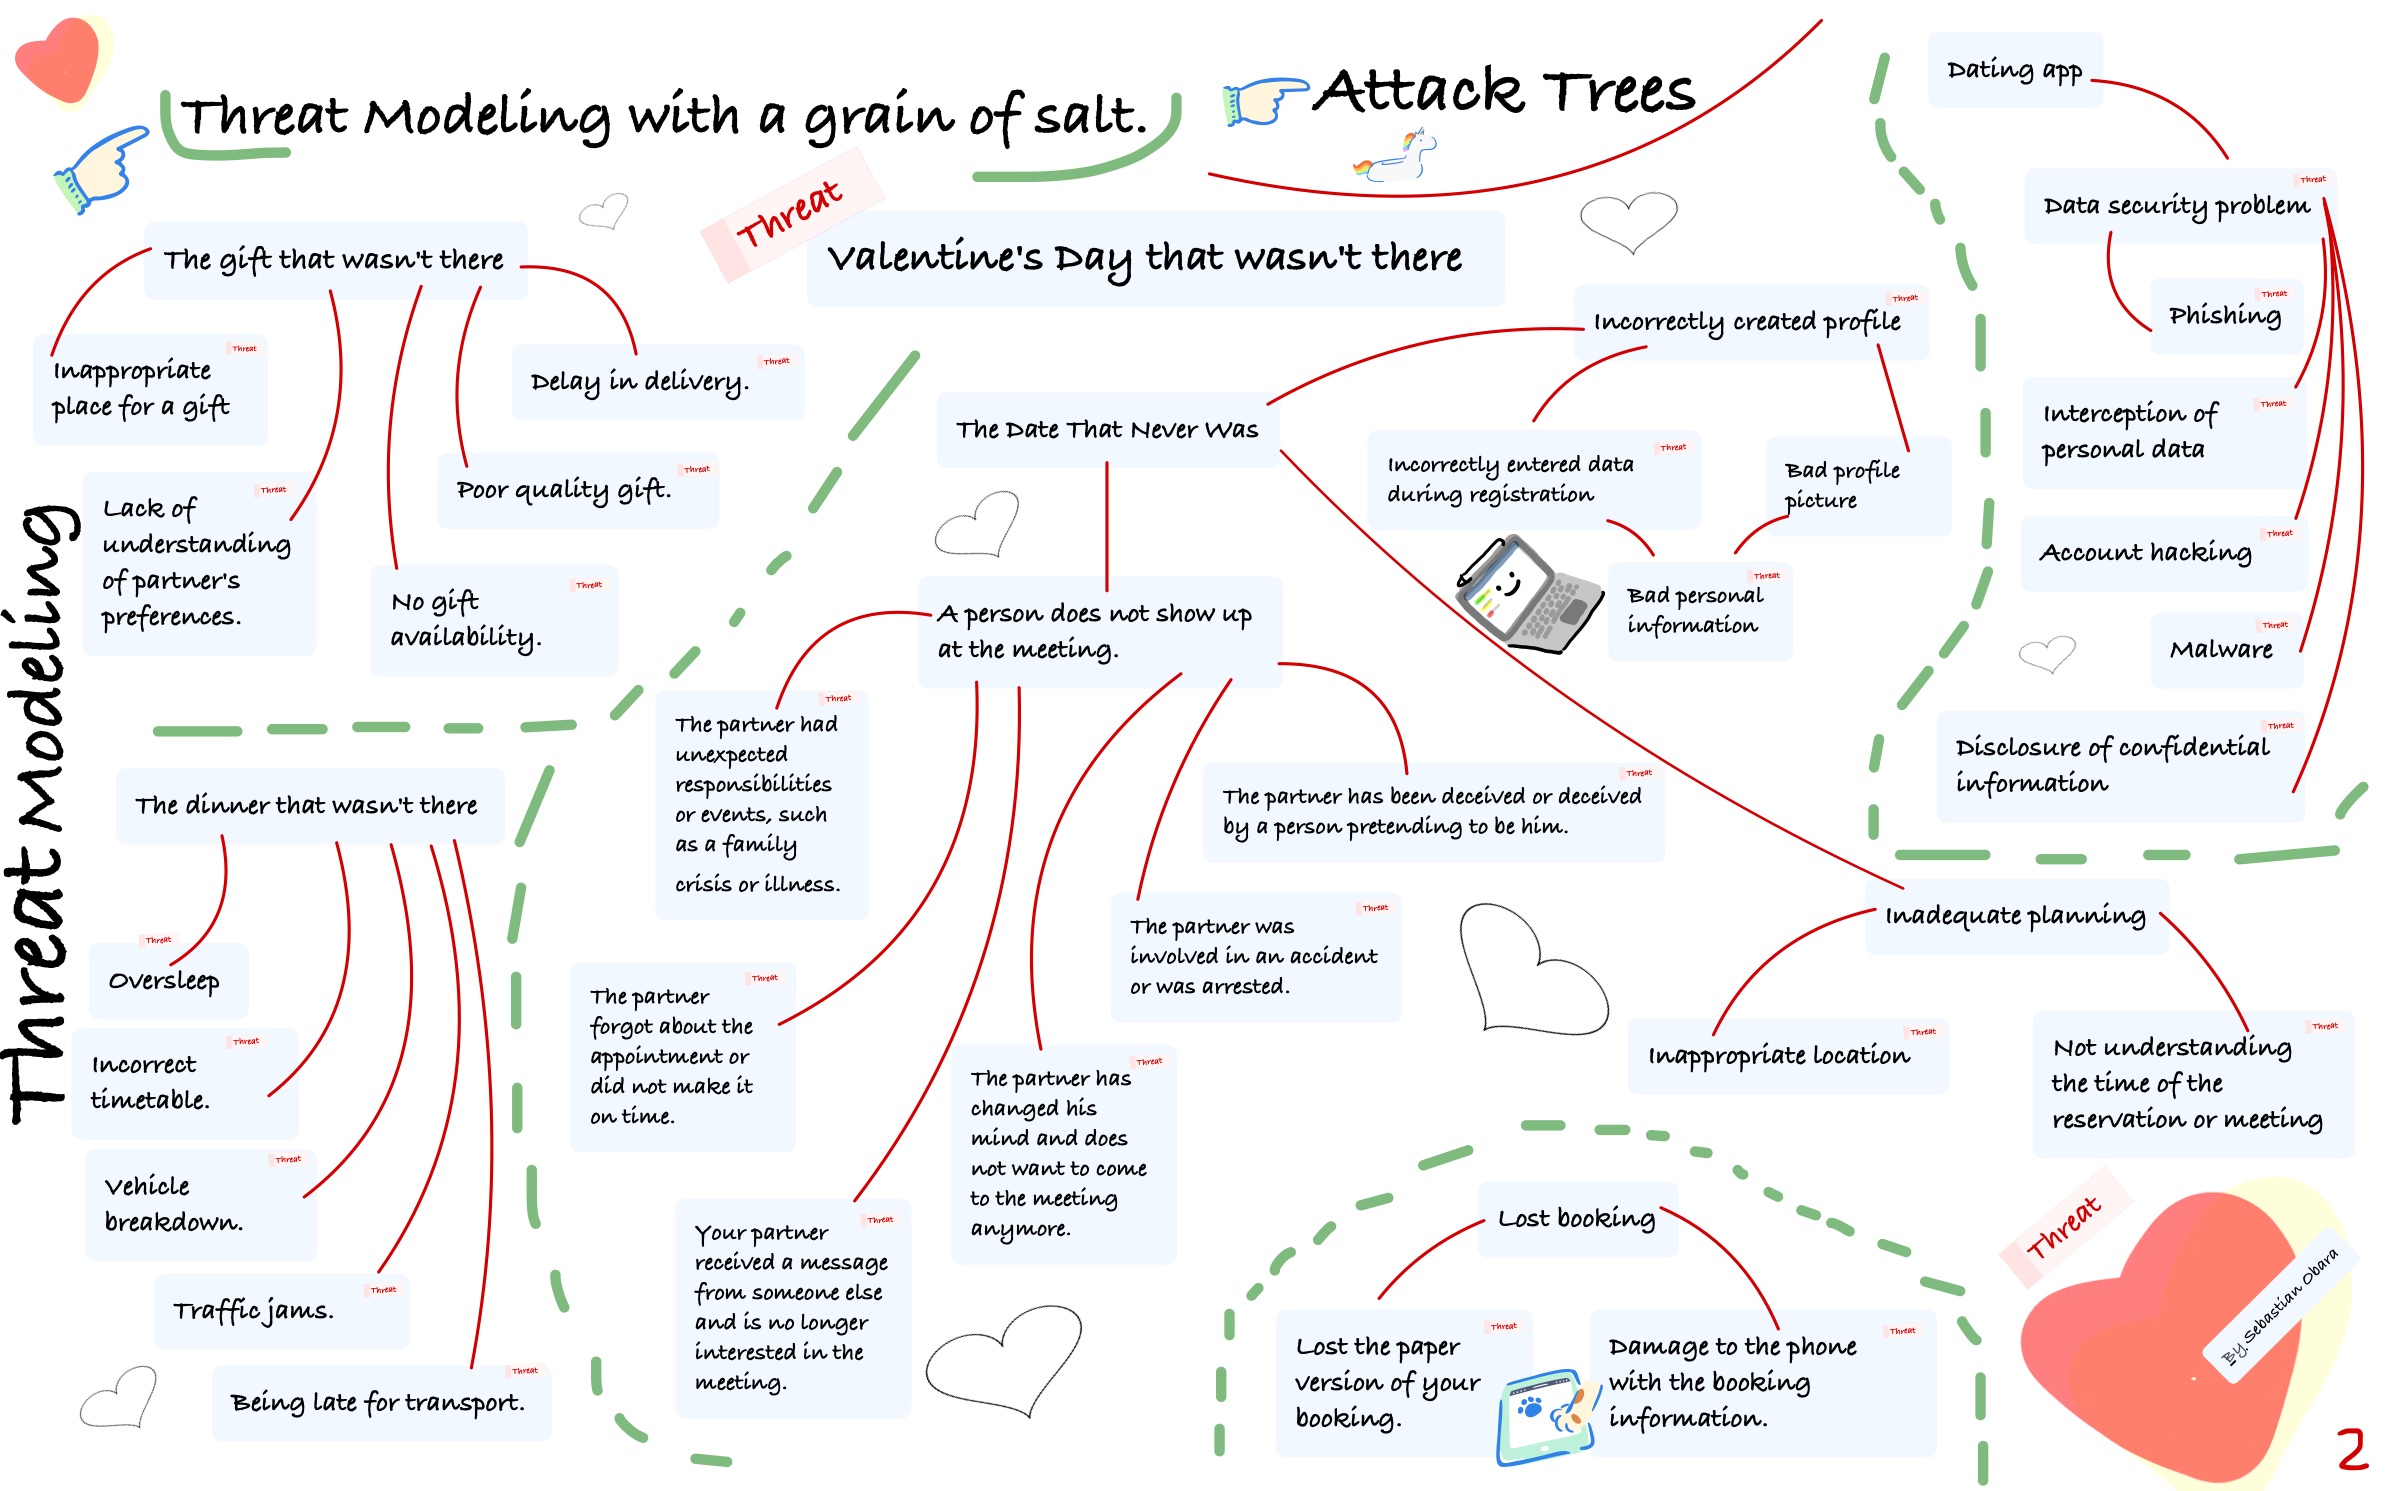 Threat Modeling with a grain of salt.
Attack Trees
Threat
Valentine's Day that wasn't there
Threat Modeling
The gift that wasn't there
Threat
Inappropriate
place for a gift
Threat
Lack of
understanding
of partner's
preferences.
Threat
No gift
availability.
Threat
Poor quality gift.
Threat
Delay in delivery.
The dinner that wasn't there
Threat
Oversleep
Threat
Incorrect
timetable.
Threat
Vehicle
breakdown.
Threat
Traffic jams.
Threat
Being late for transport.
The Date That Never Was
A person does not show up
at the meeting.
Threat
The partner had
unexpected
responsibilities
or events, such
as a family
crisis or illness.
Threat
The partner
forgot about the
appointment or
did not make it
on time.
Threat
Your partner
received a message
from someone else
and is no longer
interested in the
meeting.
Threat
The partner has
changed his
mind and does
not want to come
to the meeting
anymore.
Threat
The partner was
involved in an accident
or was arrested.
Threat
The partner has been deceived or deceived
by a person pretending to be him.
Threat
Incorrectly created profile
Threat
Incorrectly entered data
during registration
Bad profile
picture
Threat
Bad personal
information
Inadequate planning
Threat
Inappropriate location
Threat
Not understanding
the time of the
reservation or meeting
Dating app
Threat
Data security problem
Threat
Phishing
Threat
Interception of
personal data
Threat
Account hacking
Threat
Malware
Threat
Disclosure of confidential
information
Lost booking
Threat
Lost the paper
version of your
booking.
Threat
Damage to the phone
with the booking
information.
Threat
By. Sebastian Obara
2